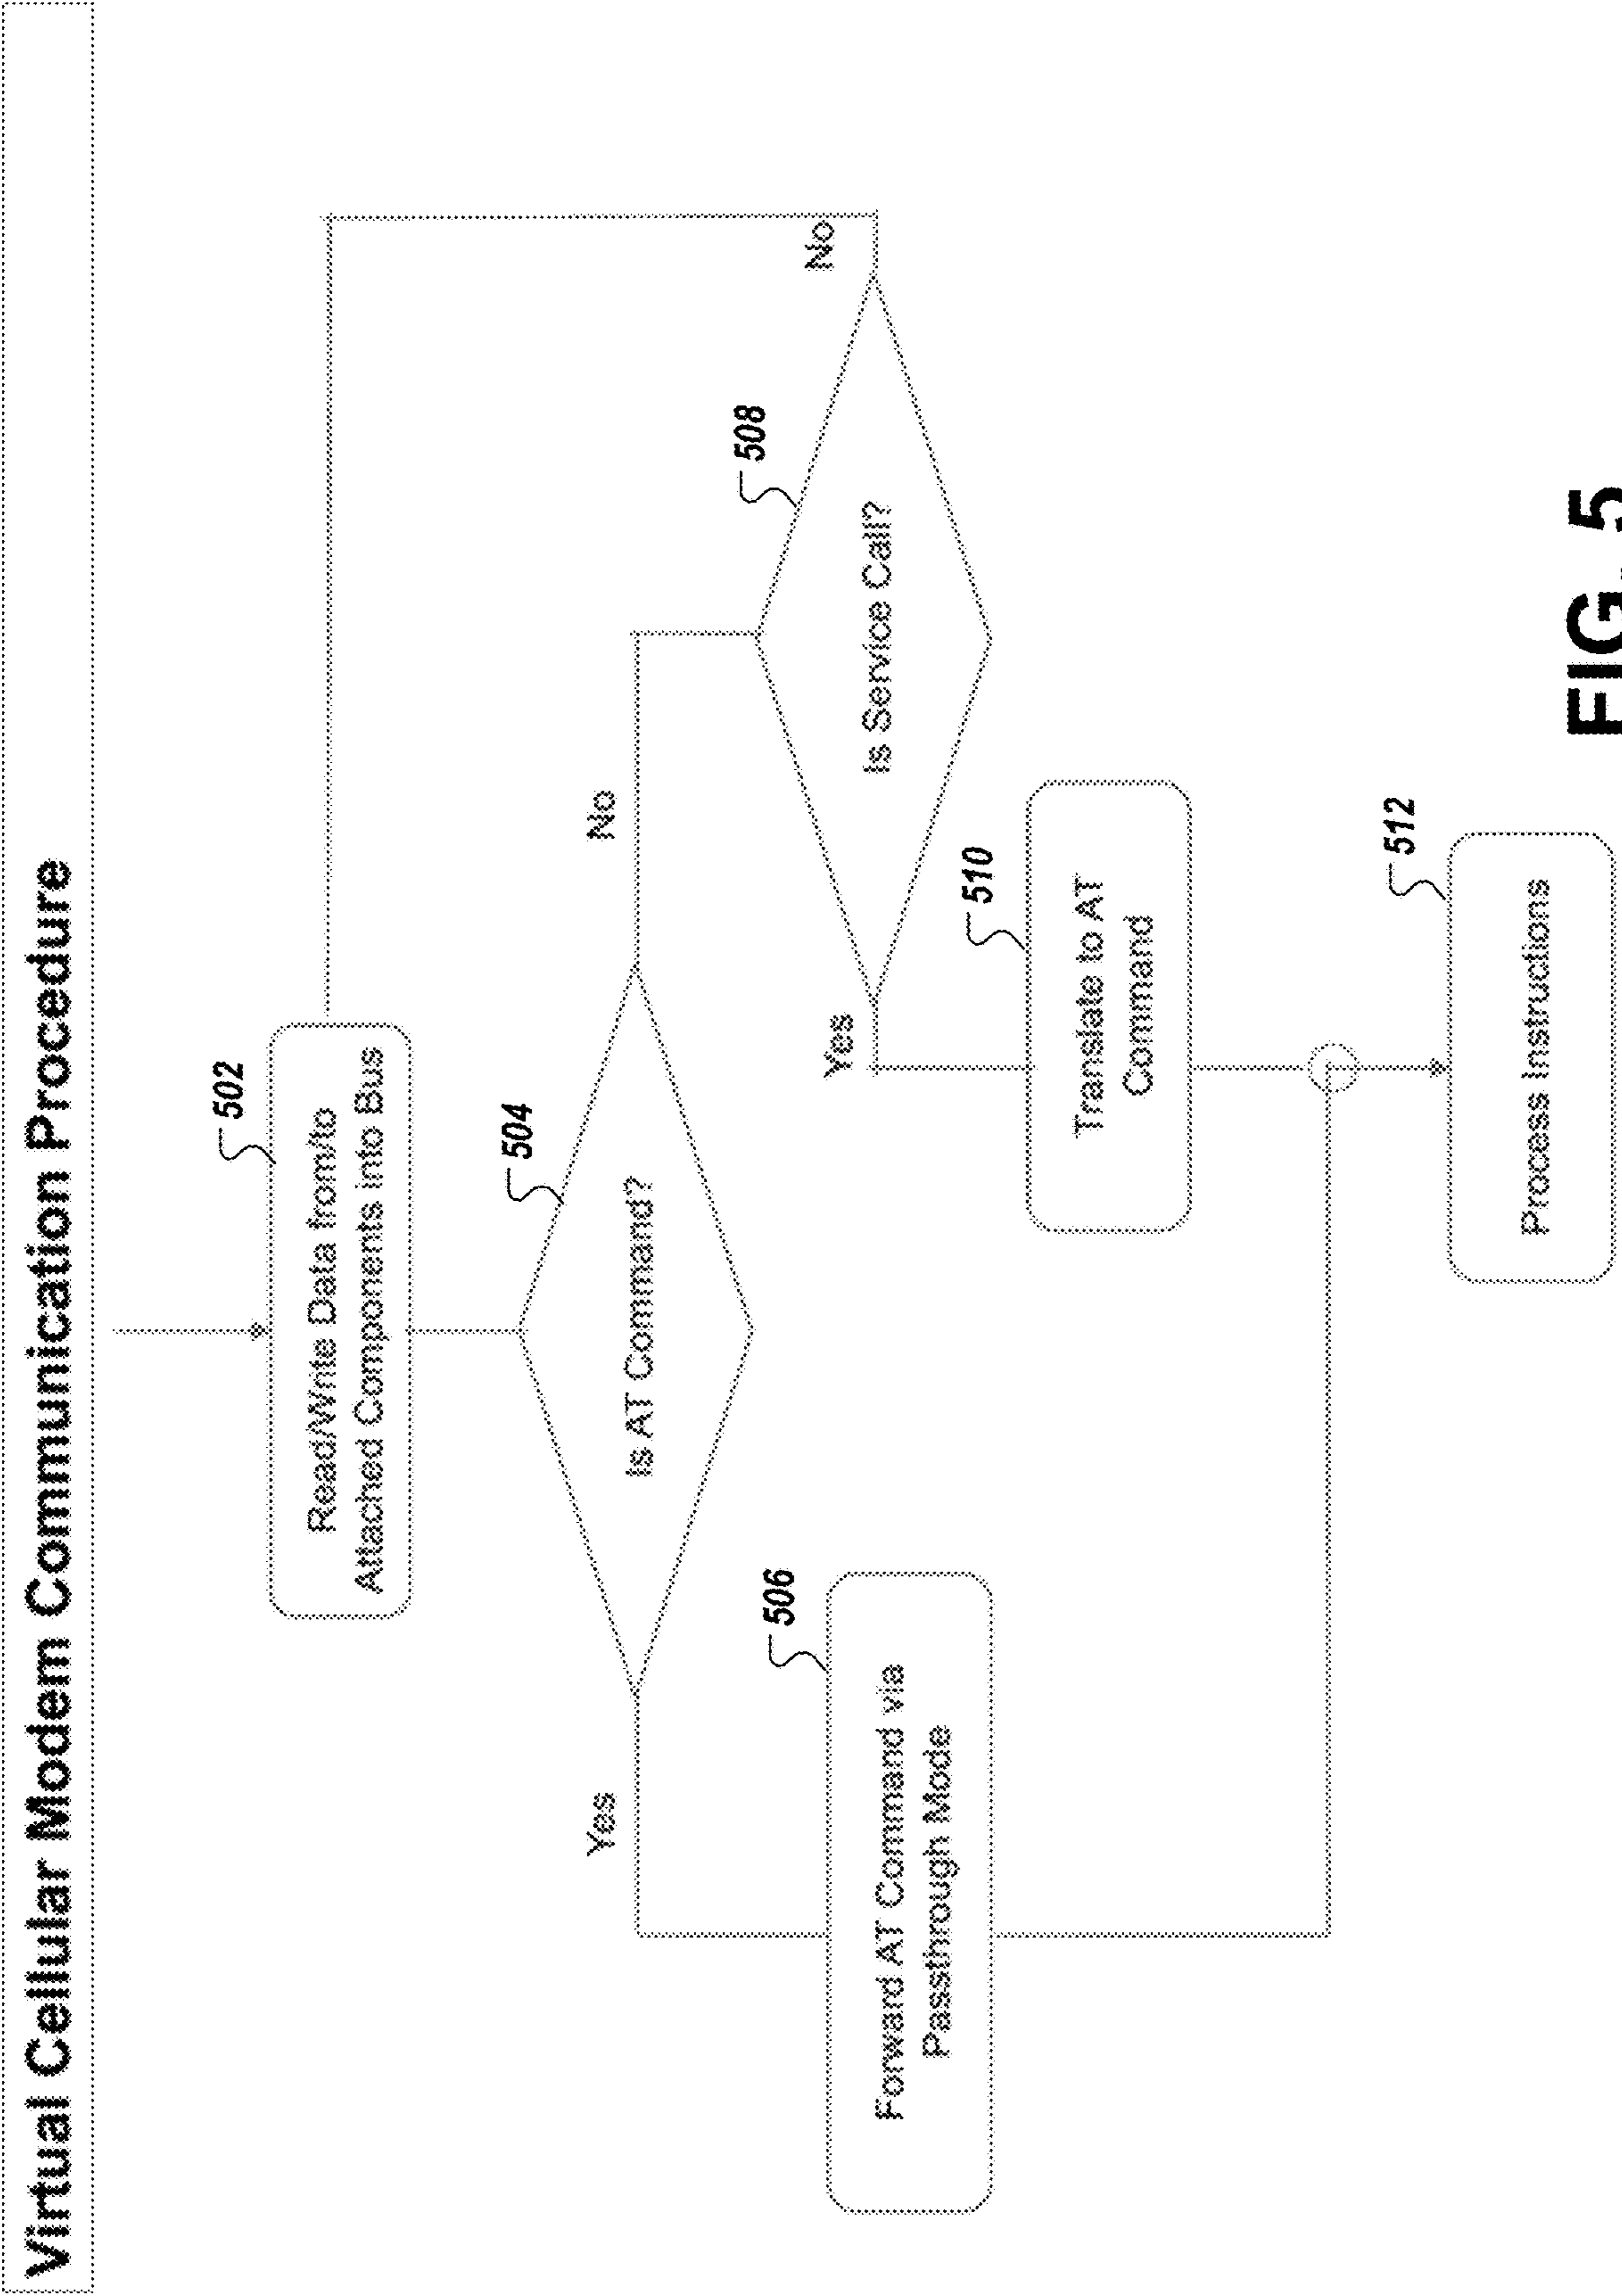 Virtual Cellular Modem Communication Procedure
502
Read/Write Data from/to
Attached Components into Bus
504
Is AT Command?
Yes
No
506
Forward AT Command via
Passthrough Mode
508
Is Service Call?
Yes
No
510
Translate to AT
Command
512
Process Instructions
FIG. 5